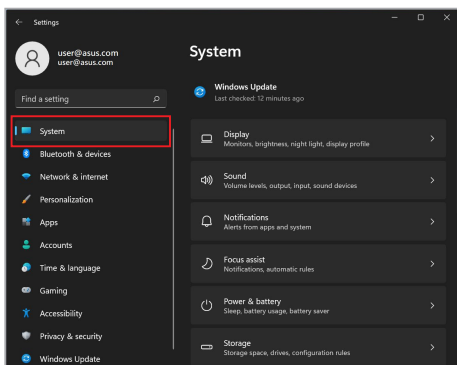 Settings
user@asus.com
user@asus.com
Find a setting
System
Bluetooth & devices
Network & internet
Personalization
Apps
Accounts
Time & language
Gaming
Accessibility
Privacy & security
Windows Update
System
Windows Update
Last checked: 12 minutes ago
Display
Monitors, brightness, night light, display profile
Sound
Volume levels, output, input, sound devices
Notifications
Alerts from apps and system
Focus assist
Notifications, automatic rules
Power & battery
Sleep, battery usage, battery saver
Storage
Storage space, drives, configuration rules